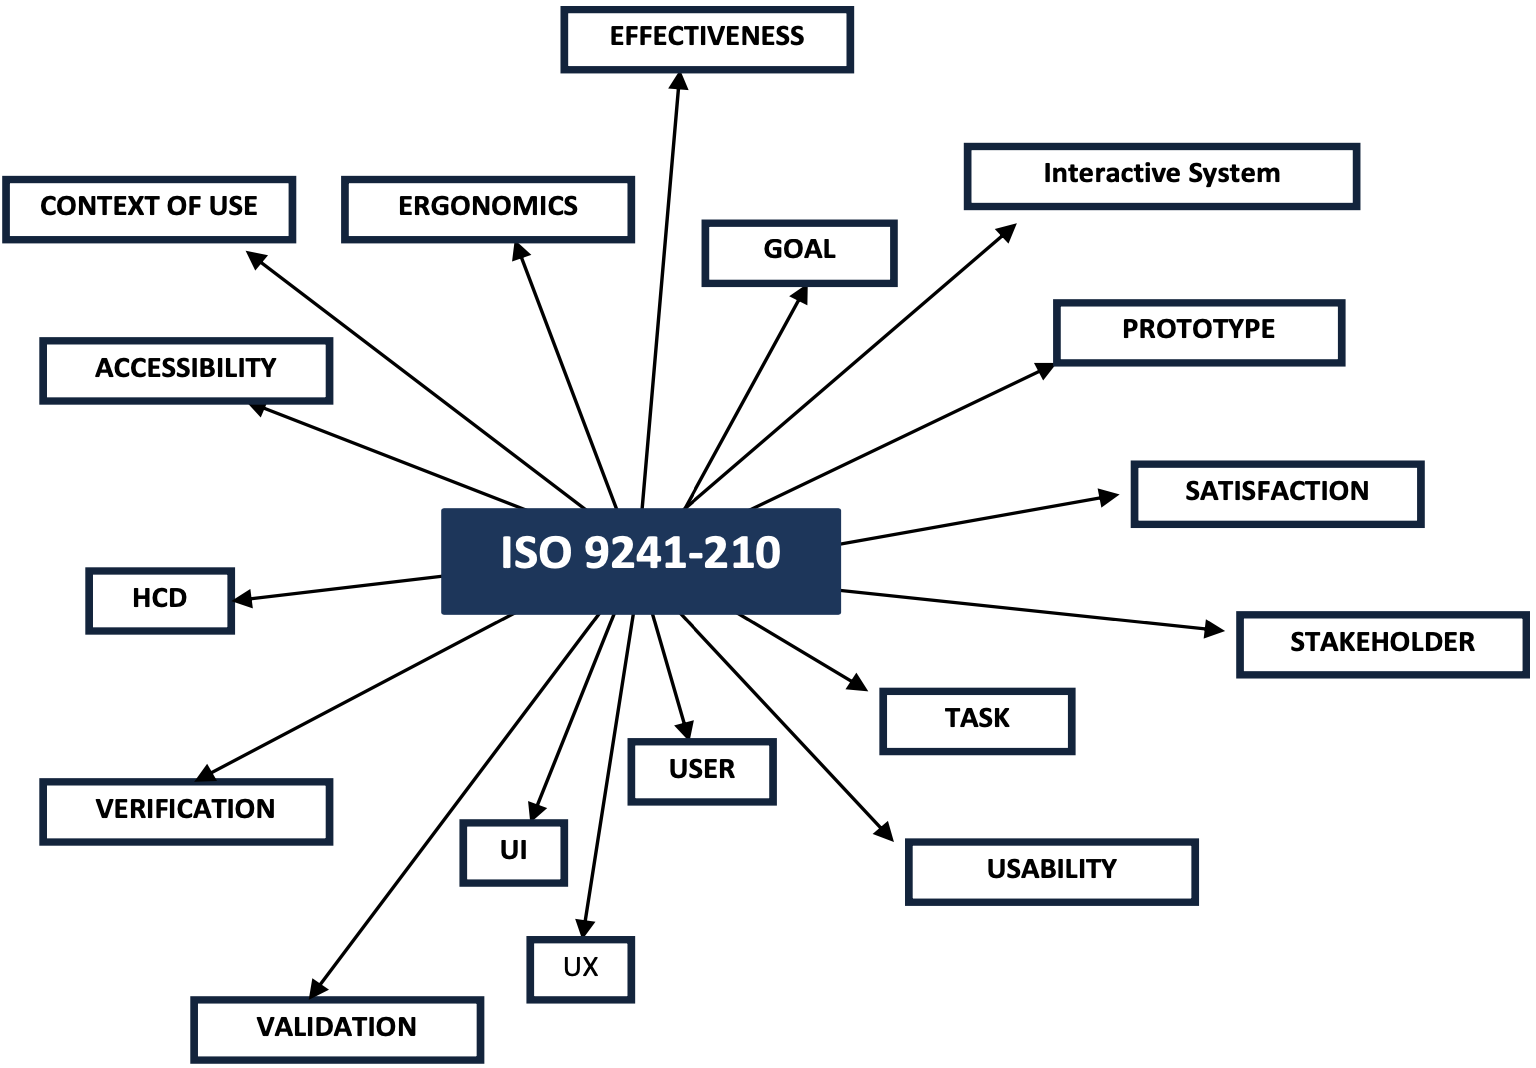 EFFECTIVENESS
Interactive System
CONTEXT OF USE
ERGONOMICS
GOAL
PROTOTYPE
ACCESSIBILITY
SATISFACTION
ISO 9241-210
HCD
STAKEHOLDER
TASK
USER
VERIFICATION
UI
USABILITY
UX
VALIDATION